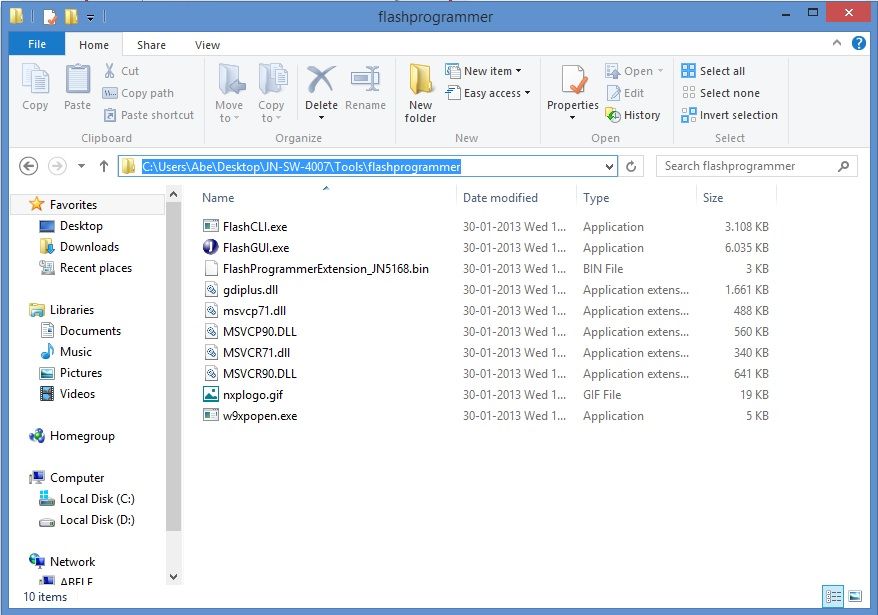 flashprogrammer
File Home Share View
Copy Paste Cut Copy path Paste shortcut Clipboard
Move to Copy to Delete Rename Organize
New folder New item Easy access New
Properties Open Edit History Open
Select all Select none Invert selection Select
C:\Users\Abe\Desktop\JN-SW-4007\Tools\flashprogrammer
Search flashprogrammer
Favorites
Desktop
Downloads
Recent places
Libraries
Documents
Music
Pictures
Videos
Homegroup
Computer
Local Disk (C:)
Local Disk (D:)
Network
ABELE
Name Date modified Type Size
FlashCLI.exe 30-01-2013 Wed 1... Application 3.108 KB
FlashGUI.exe 30-01-2013 Wed 1... Application 6.035 KB
FlashProgrammerExtension_JN5168.bin 30-01-2013 Wed 1... BIN File 3 KB
gdiplus.dll 30-01-2013 Wed 1... Application extens... 1.661 KB
msvcp71.dll 30-01-2013 Wed 1... Application extens... 488 KB
MSVCP90.DLL 30-01-2013 Wed 1... Application extens... 560 KB
MSVCR71.dll 30-01-2013 Wed 1... Application extens... 340 KB
MSVCR90.DLL 30-01-2013 Wed 1... Application extens... 641 KB
nxplogo.gif 30-01-2013 Wed 1... GIF File 19 KB
w9xpopen.exe 30-01-2013 Wed 1... Application 5 KB
10 items